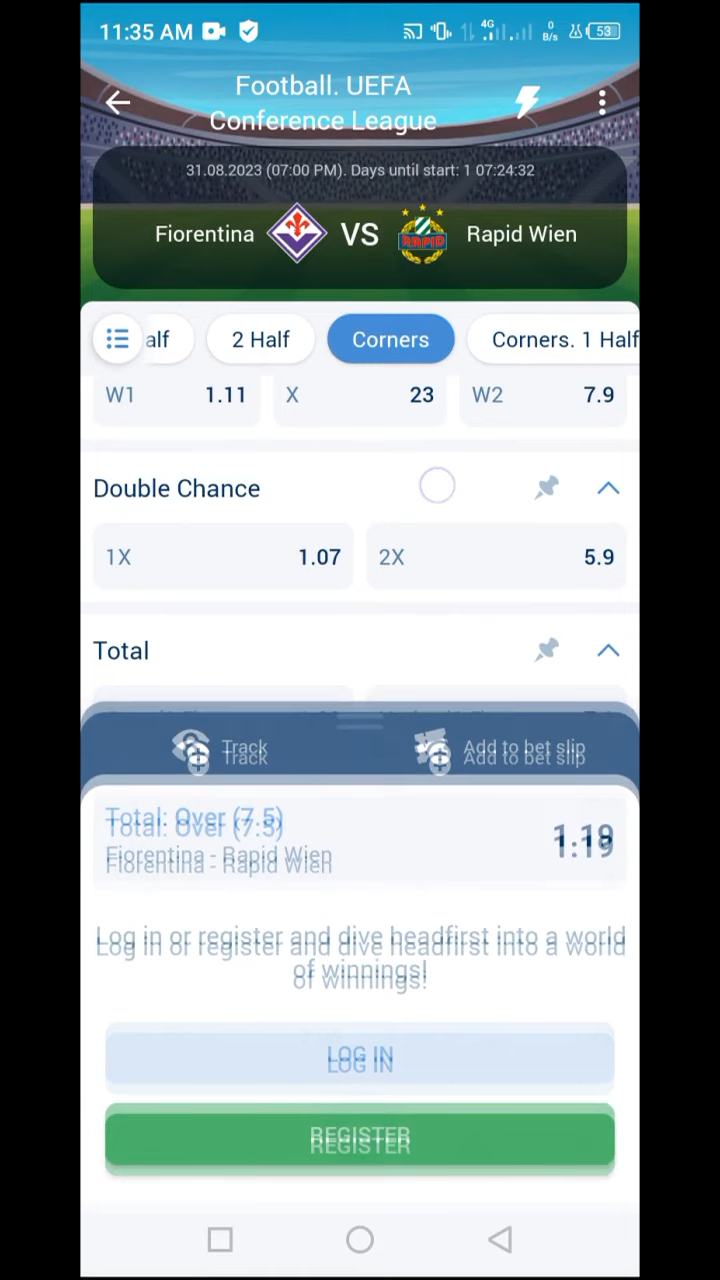 11:35 AM
4G
0
B/s
53
Football. UEFA
Conference League
31.08.2023 (07:00 PM). Days until start: 1 07:24:32
Fiorentina VS Rapid Wien
RAPID
alf
2 Half
Corners
Corners. 1 Half
W1 1.11
X 23
W2 7.9
Double Chance
1X 1.07
2X 5.9
Total
Track
Add to bet slip
Total: Over (7.5)
1.19
Fiorentina - Rapid Wien
Log in or register and dive headfirst into a world
of winnings!
LOG IN
REGISTER